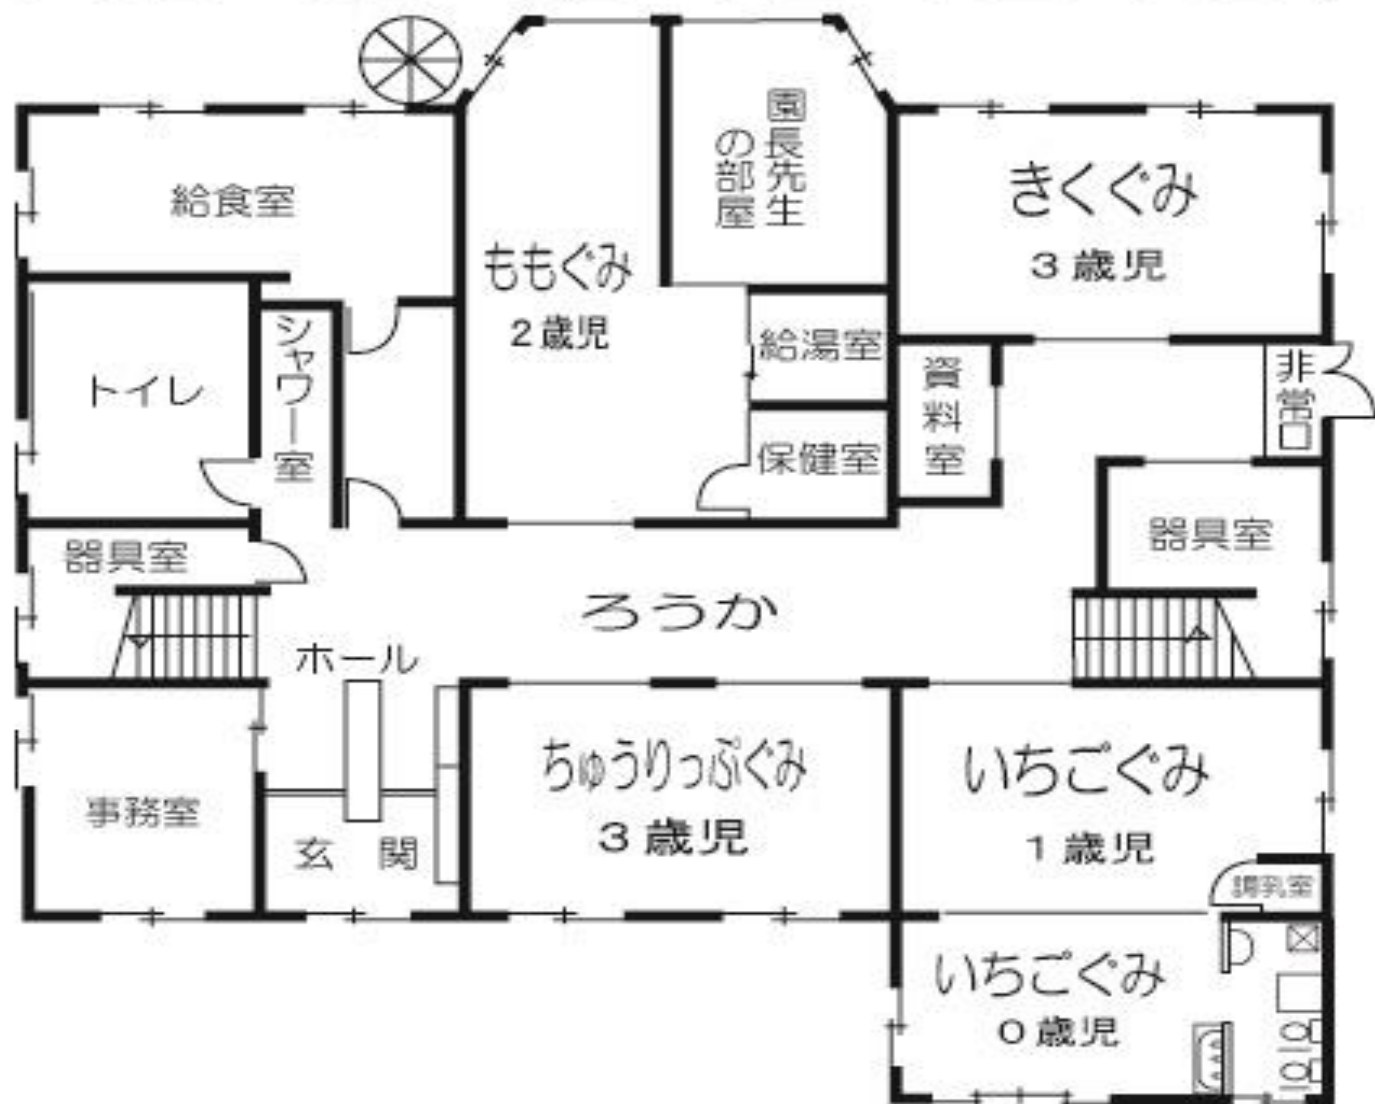 給食室
ももぐみ
2歳児
園長先生
の部屋
きくぐみ
3歳児
トイレ
シャワー室
給湯室
保健室
資料室
非常口
器具室
器具室
ろうか
ホール
事務室
玄関
ちゅうりっぷぐみ
3歳児
いちごぐみ
1歳児
調乳室
いちごぐみ
0歳児